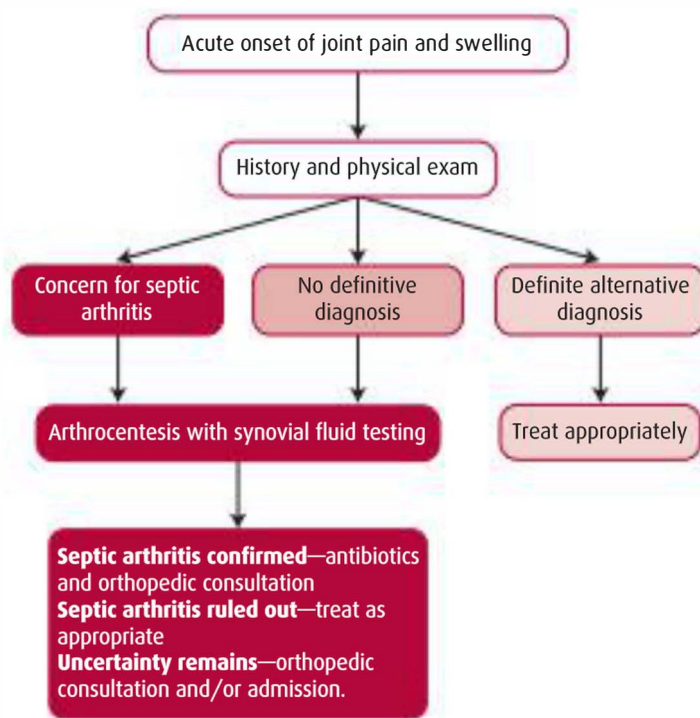 Acute onset of joint pain and swelling
History and physical exam
Concern for septic
arthritis
No definitive
diagnosis
Definite alternative
diagnosis
Arthrocentesis with synovial fluid testing
Treat appropriately
Septic arthritis confirmed—antibiotics
and orthopedic consultation
Septic arthritis ruled out—treat as
appropriate
Uncertainty remains—orthopedic
consultation and/or admission.